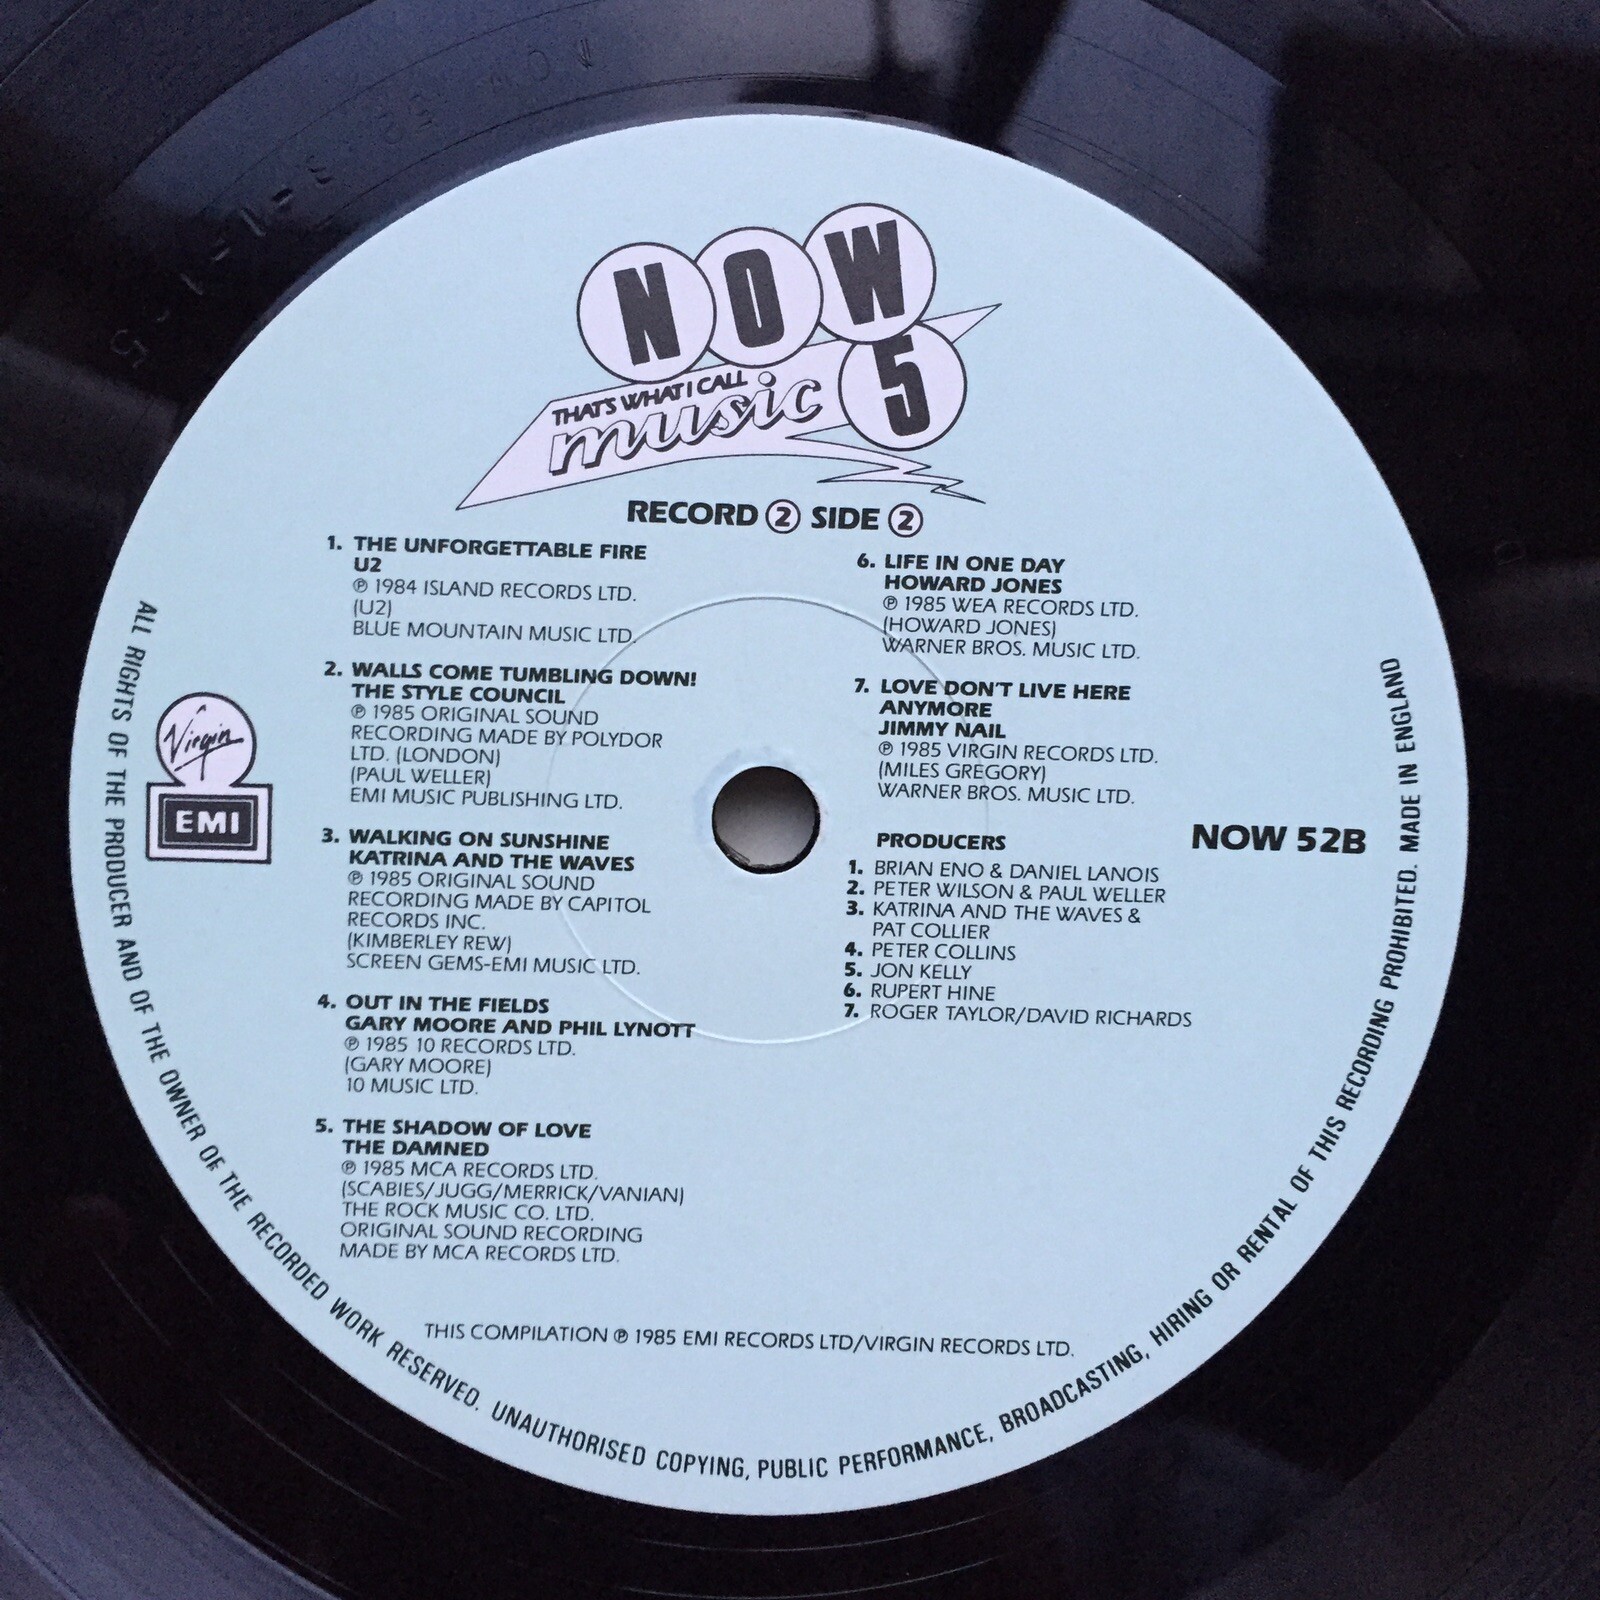 NOW
5
THAT'S WHAT I CALL
music
RECORD 2 SIDE 2
1. THE UNFORGETTABLE FIRE
U2
℗ 1984 ISLAND RECORDS LTD.
(U2)
BLUE MOUNTAIN MUSIC LTD.
2. WALLS COME TUMBLING DOWN!
THE STYLE COUNCIL
℗ 1985 ORIGINAL SOUND
RECORDING MADE BY POLYDOR
LTD. (LONDON)
(PAUL WELLER)
EMI MUSIC PUBLISHING LTD.
3. WALKING ON SUNSHINE
KATRINA AND THE WAVES
℗ 1985 ORIGINAL SOUND
RECORDING MADE BY CAPITOL
RECORDS INC.
(KIMBERLEY REW)
SCREEN GEMS-EMI MUSIC LTD.
4. OUT IN THE FIELDS
GARY MOORE AND PHIL LYNOTT
℗ 1985 10 RECORDS LTD.
(GARY MOORE)
10 MUSIC LTD.
5. THE SHADOW OF LOVE
THE DAMNED
℗ 1985 MCA RECORDS LTD.
(SCABIES/JUGG/MERRICK/VANIAN)
THE ROCK MUSIC CO. LTD.
ORIGINAL SOUND RECORDING
MADE BY MCA RECORDS LTD.
6. LIFE IN ONE DAY
HOWARD JONES
℗ 1985 WEA RECORDS LTD.
(HOWARD JONES)
WARNER BROS. MUSIC LTD.
7. LOVE DON'T LIVE HERE
ANYMORE
JIMMY NAIL
℗ 1985 VIRGIN RECORDS LTD.
(MILES GREGORY)
WARNER BROS. MUSIC LTD.
PRODUCERS
1. BRIAN ENO & DANIEL LANOIS
2. PETER WILSON & PAUL WELLER
3. KATRINA AND THE WAVES &
PAT COLLIER
4. PETER COLLINS
5. JON KELLY
6. RUPERT HINE
7. ROGER TAYLOR/DAVID RICHARDS
NOW 52B
Virgin
EMI
THIS COMPILATION ℗ 1985 EMI RECORDS LTD/VIRGIN RECORDS LTD.
ALL RIGHTS OF THE PRODUCER AND OF THE OWNER OF THE RECORDED WORK RESERVED. UNAUTHORISED COPYING, PUBLIC PERFORMANCE, BROADCASTING, HIRING OR RENTAL OF THIS RECORDING PROHIBITED. MADE IN ENGLAND